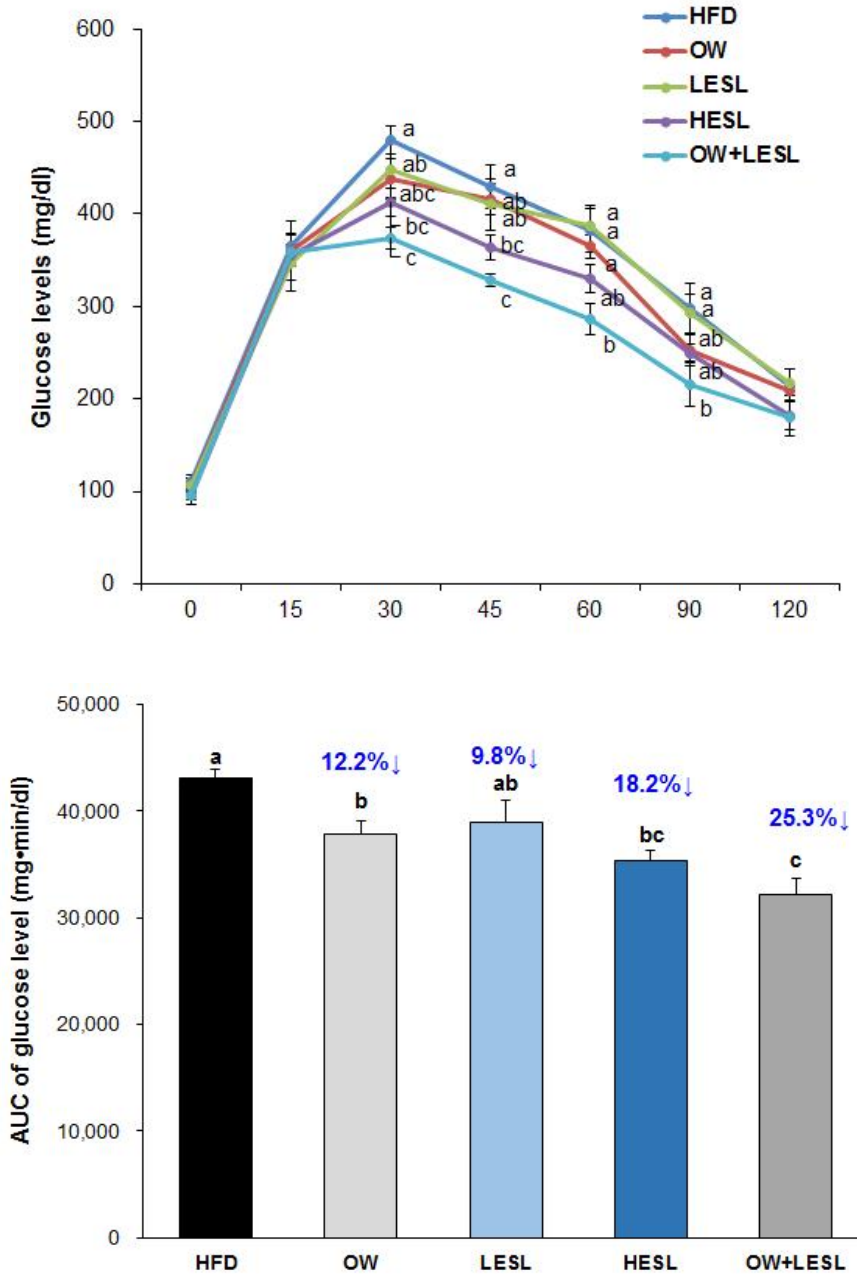 600
500
400
300
200
100
0
Glucose levels (mg/dl)
HFD
OW
LESL
HESL
OW+LESL
a
ab
abc
bc
c
a
ab
ab
bc
c
a
a
a
ab
b
a
a
ab
ab
b
0 15 30 45 60 90 120
50,000
40,000
30,000
20,000
10,000
0
AUC of glucose level (mg•min/dl)
a
12.2%↓
b
9.8%↓
ab
18.2%↓
bc
25.3%↓
c
HFD OW LESL HESL OW+LESL